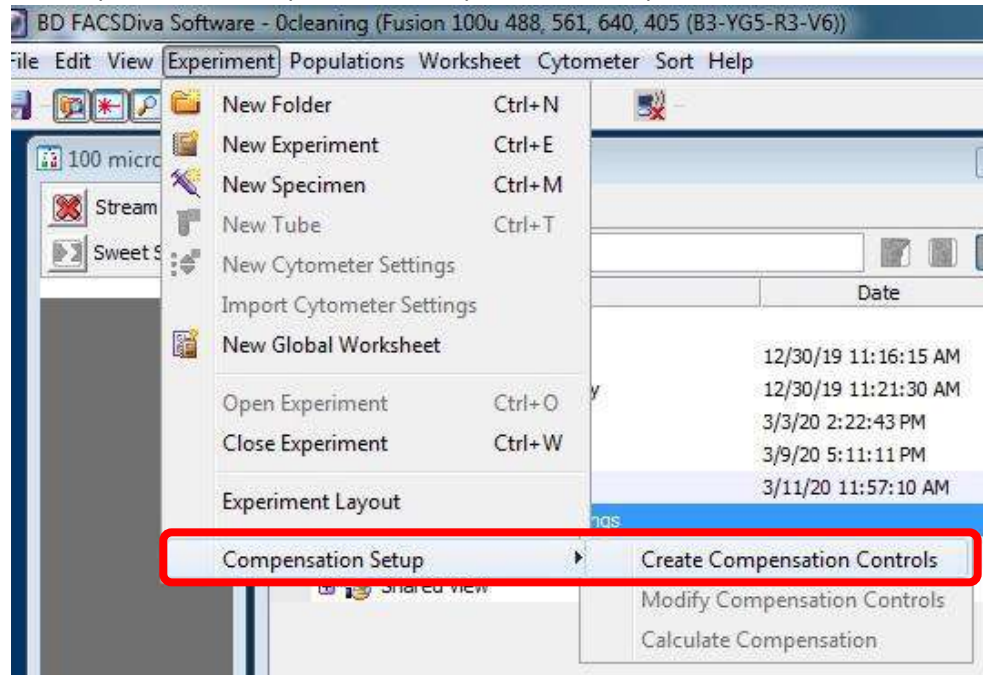 BD FACSDiva Software - 0cleaning (Fusion 100u 488, 561, 640, 405 (B3-YG5-R3-V6))
File Edit View Experiment Populations Worksheet Cytometer Sort Help
New Folder Ctrl+N
100 micro
New Experiment Ctrl+E
New Specimen Ctrl+M
Stream
New Tube Ctrl+T
Sweet S
New Cytometer Settings
Import Cytometer Settings
Date
New Global Worksheet
12/30/19 11:16:15 AM
y 12/30/19 11:21:30 AM
Open Experiment Ctrl+O
3/3/20 2:22:43 PM
Close Experiment Ctrl+W
3/9/20 5:11:11 PM
3/11/20 11:57:10 AM
Experiment Layout
ngs
Compensation Setup
Create Compensation Controls
Shared View
Modify Compensation Controls
Calculate Compensation